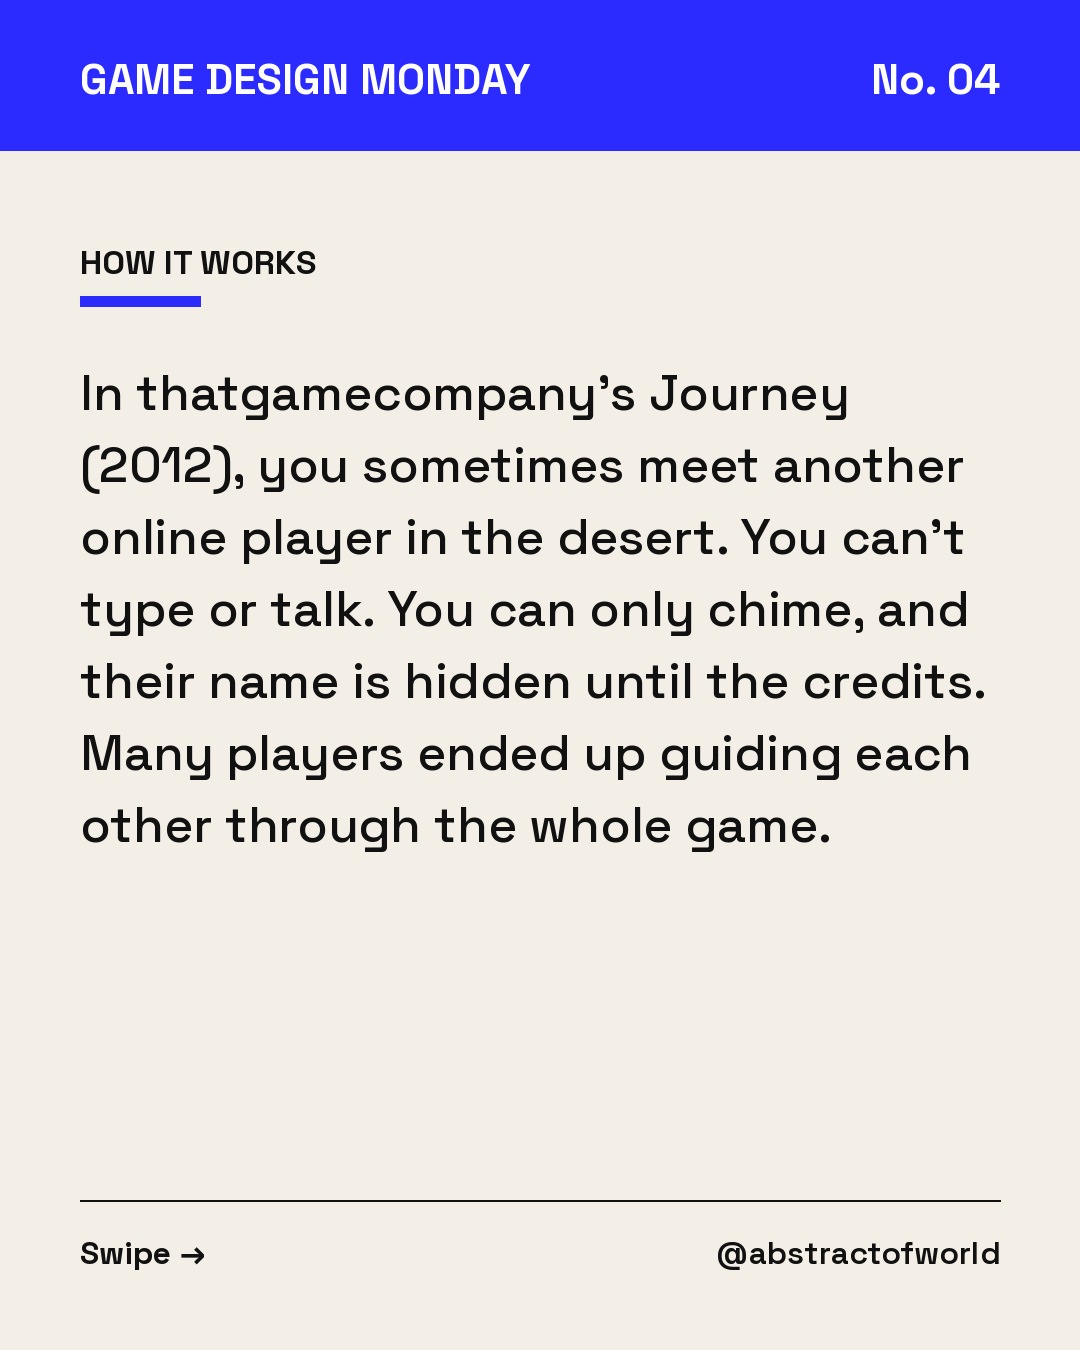 GAME DESIGN MONDAY
No. 04
HOW IT WORKS
In thatgamecompany’s Journey
(2012), you sometimes meet another
online player in the desert. You can’t
type or talk. You can only chime, and
their name is hidden until the credits.
Many players ended up guiding each
other through the whole game.
Swipe →
@abstractofworld